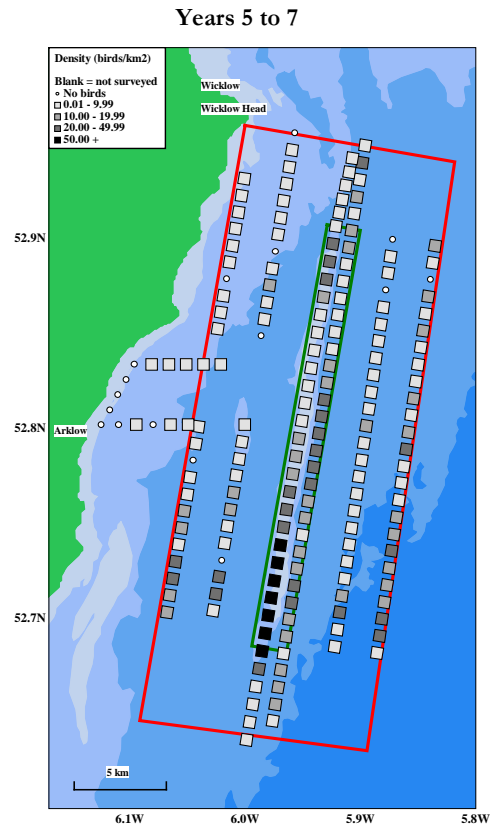 Years 5 to 7
Density (birds/km2)
Blank = not surveyed
No birds
0.01 - 9.99
10.00 - 19.99
20.00 - 49.99
50.00 +
Wicklow
Wicklow Head
52.9N
52.8N
Arklow
52.7N
5 km
6.1W 6.0W 5.9W 5.8W